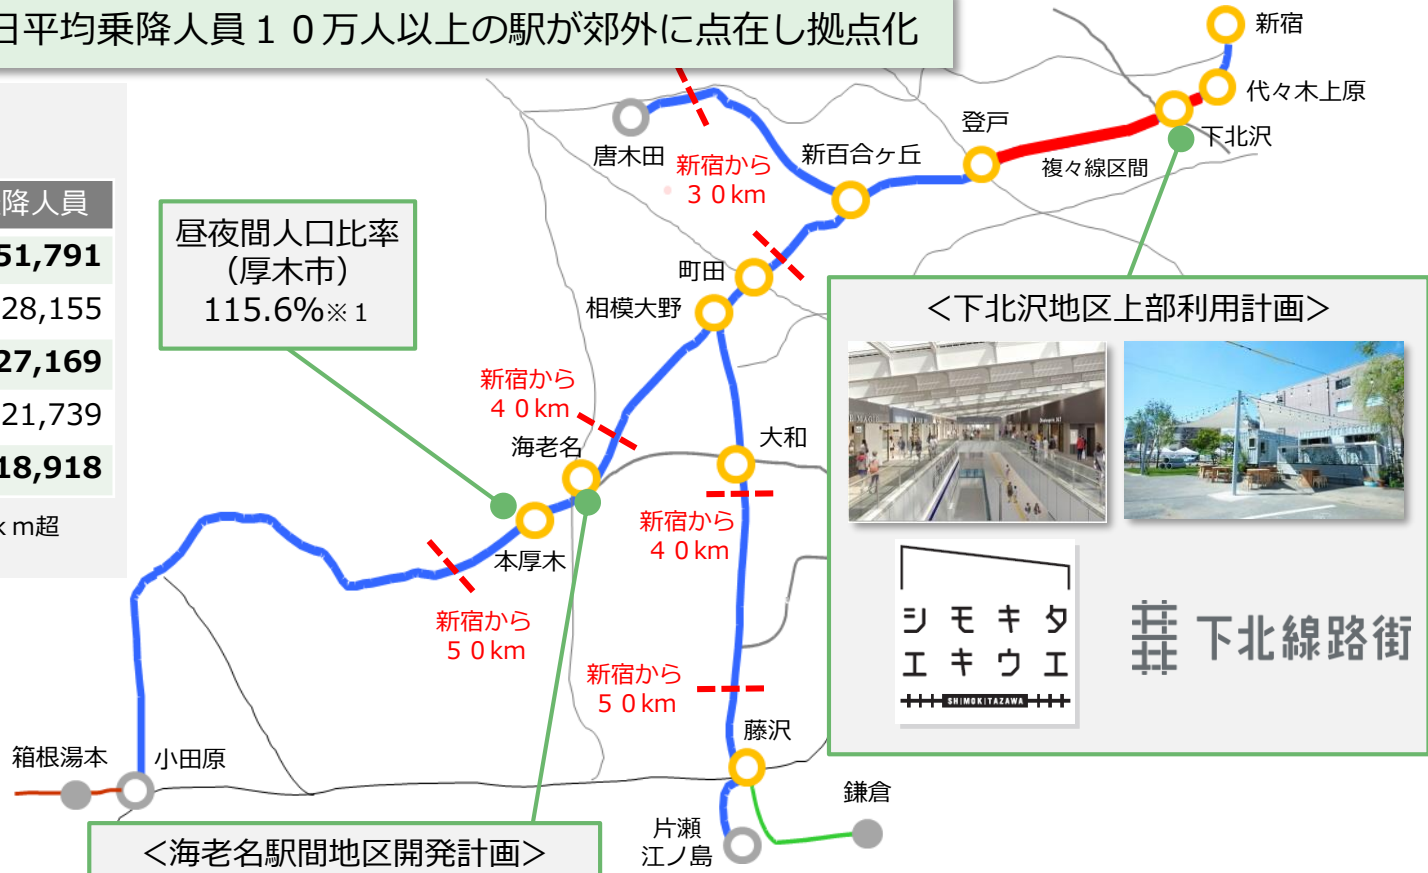 日平均乗降人員１０万人以上の駅が郊外に点在し拠点化
降人員
51,791
28,155
27,169
21,739
18,918
ｋｍ超
昼夜間人口比率
（厚木市）
115.6%※１
新宿
代々木上原
下北沢
登戸
複々線区間
新百合ヶ丘
唐木田
新宿から
３０km
町田
相模大野
新宿から
４０km
海老名
大和
新宿から
４０km
本厚木
新宿から
５０km
新宿から
５０km
藤沢
箱根湯本
小田原
片瀬
江ノ島
鎌倉
＜下北沢地区上部利用計画＞
シモキタ
エキウエ
SHIMOKITAZAWA
下北線路街
＜海老名駅間地区開発計画＞